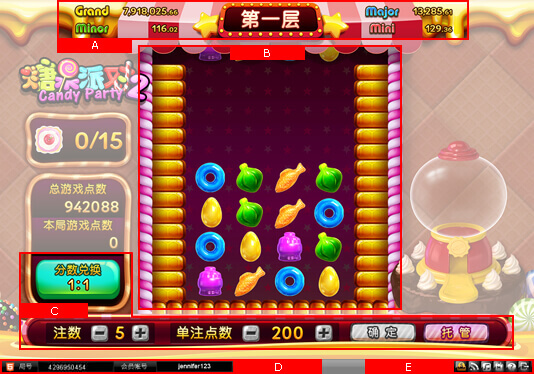 Grand 7,918,025.66
第一层
Major 13,285.61
Minor 116.02
Mini 129.36
A
B
糖果派对2
Candy Party
0/15
总游戏点数
942088
本局游戏点数
0
分数兑换
1:1
C
注数 5 单注点数 200 确定 托管
局号 4296950454 会员账号 jennifer123
D
E